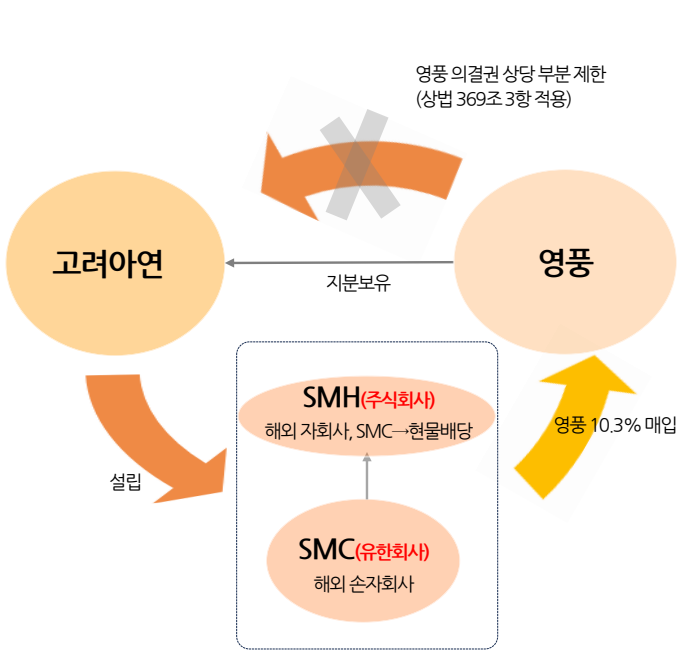 영풍 의결권 상당 부분 제한
(상법 369조 3항 적용)
고려아연
영풍
지분보유
SMH(주식회사)
해외 자회사, SMC→현물배당
영풍 10.3% 매입
설립
SMC(유한회사)
해외 손자회사